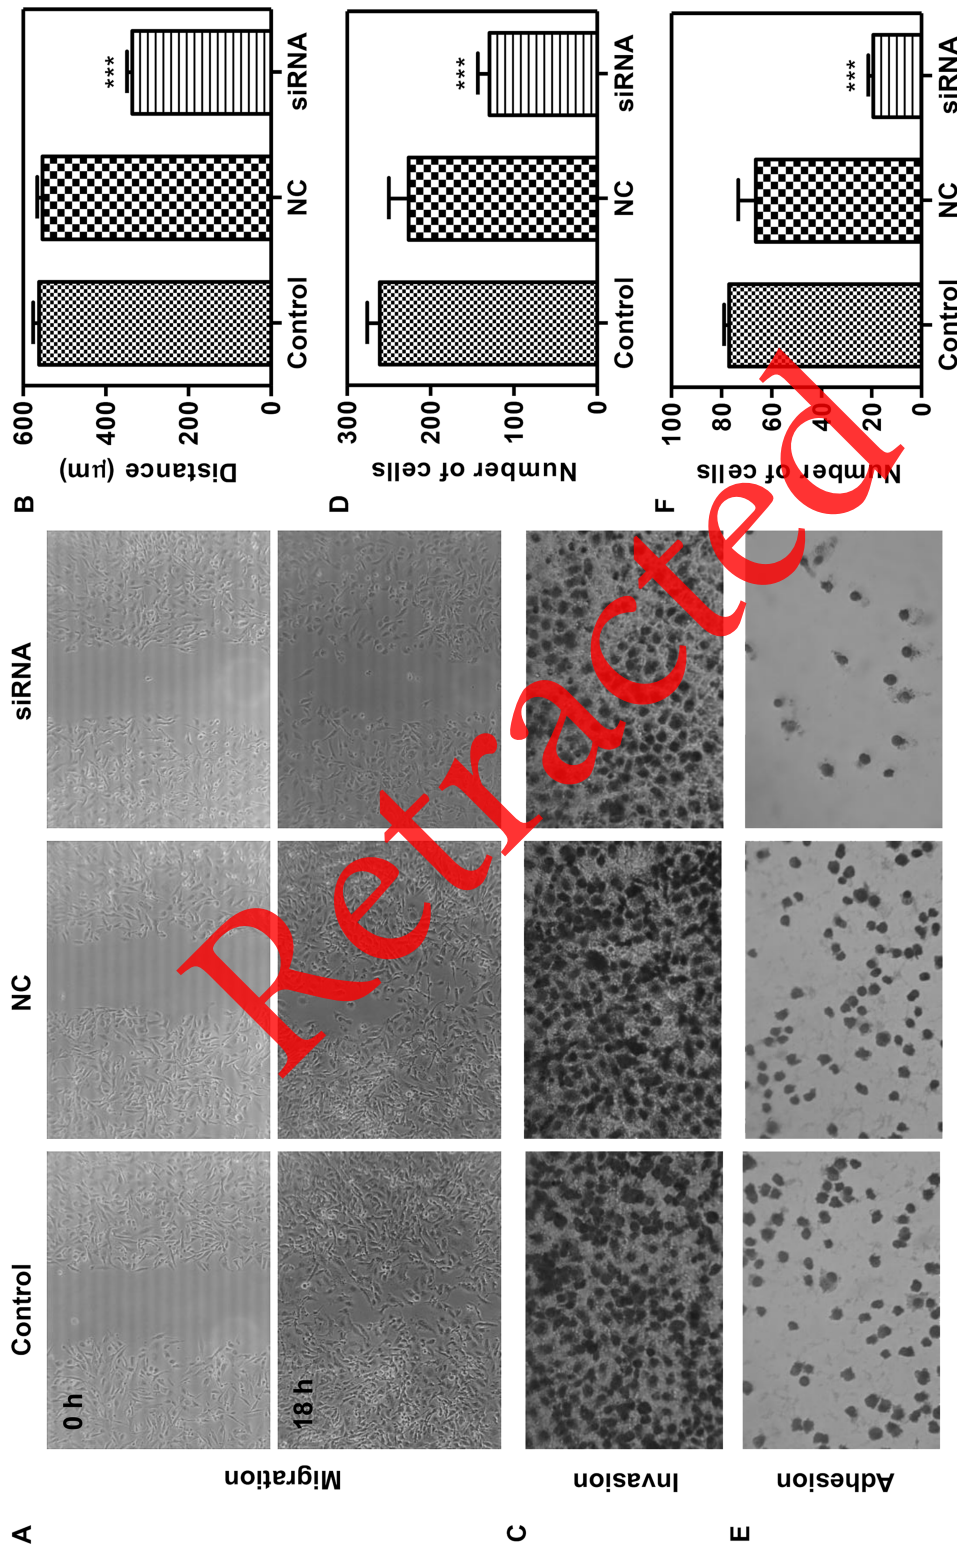 A
Control
NC
siRNA
Migration
0 h
18 h
B
Distance (μm)
600
400
200
0
***
Control
NC
siRNA
C
Invasion
D
Number of cells
300
200
100
0
***
Control
NC
siRNA
E
Adhesion
F
Number of cells
100
80
60
40
20
0
***
Control
NC
siRNA
Retracted